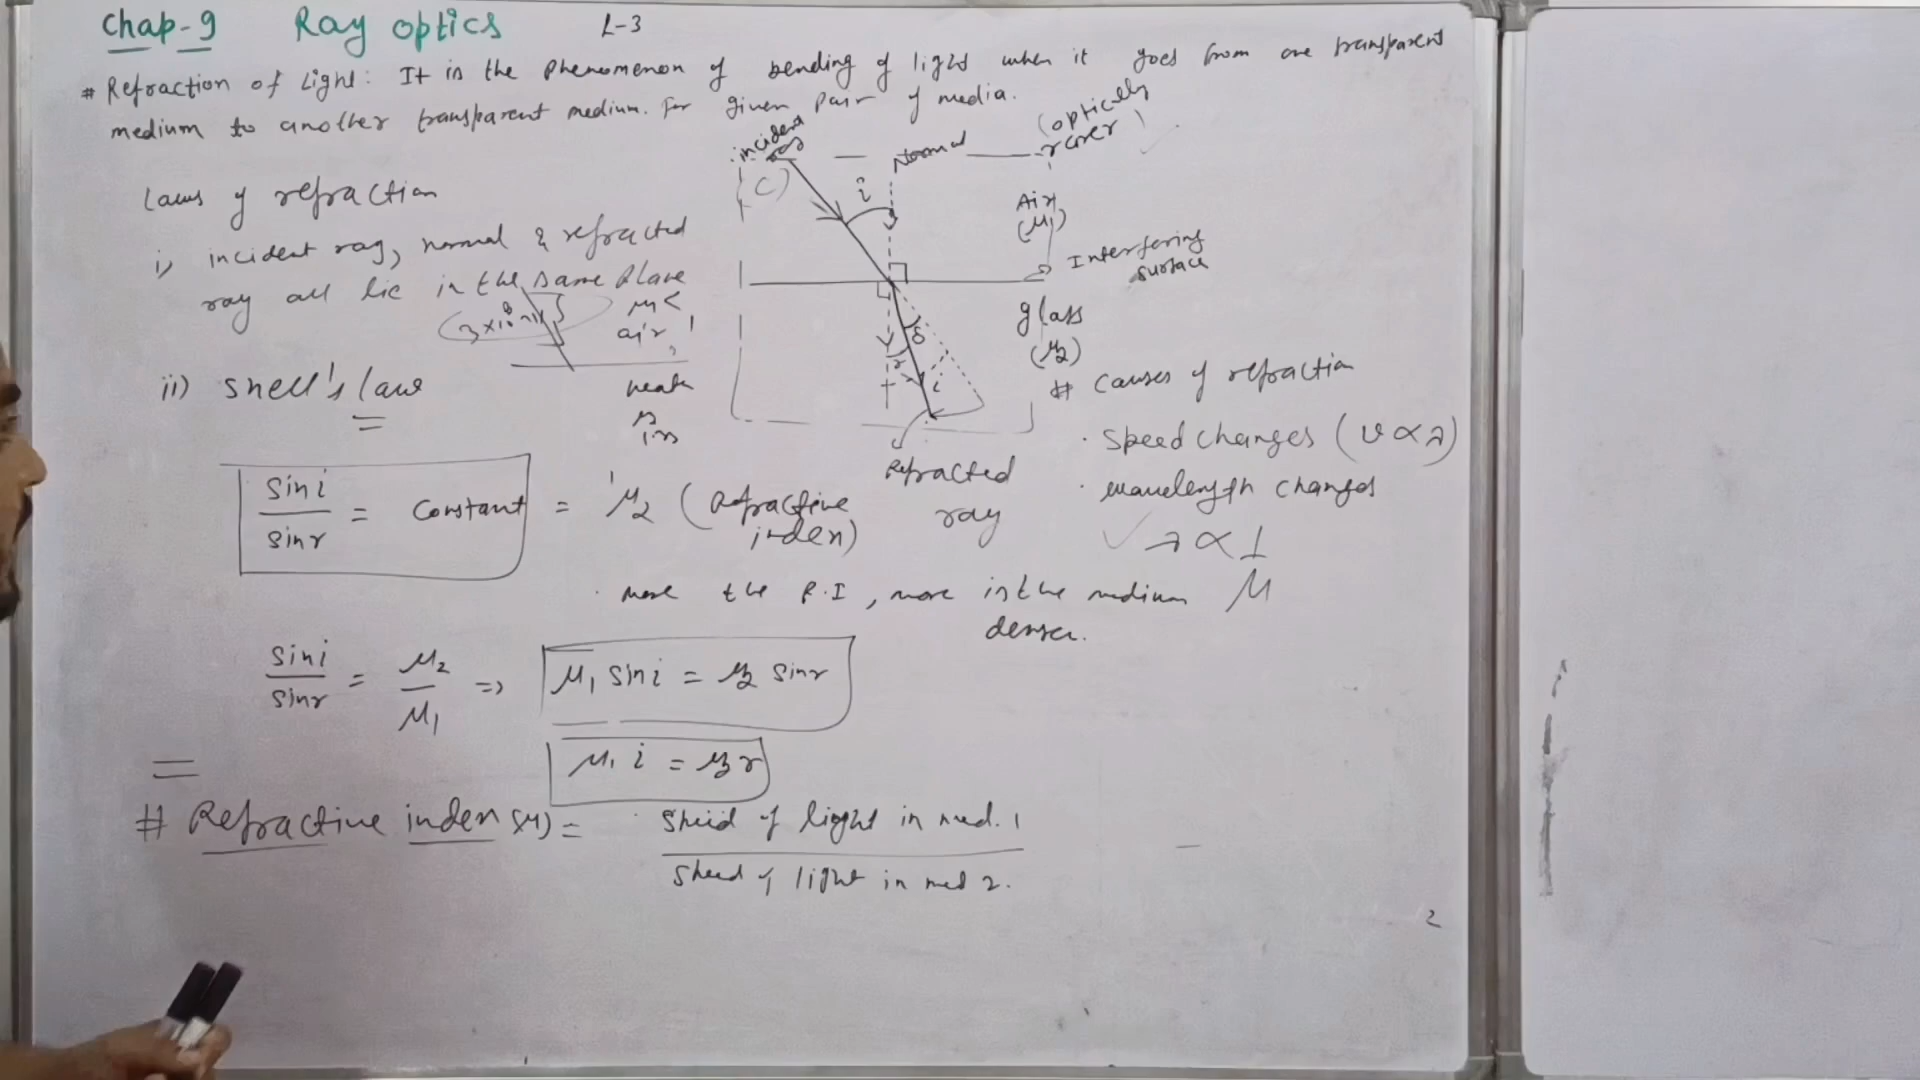 Chap-9 Ray optics L-3
# Refraction of Light: It is the Phenomenon of bending of light when it goes from one transparent
medium to another transparent medium. For given pair of media.
incident
ray
(C)
Normal
(optically
rarer)
i
Air
(μ1)
Interfering
surface
Laws of refraction
i) incident ray, normal & refracted
ray all lie in the same plane
air
glass
(μ2)
δ
r
i
Refracted
ray
ii) Snell's law
sin i / sin r = Constant = ¹μ2 (Refractive
index)
# Causes of refraction
· Speed changes (v ∝ λ)
· wavelength changes
λ ∝ 1/μ
· more the R.I, more is the medium
denser.
sin i / sin r = μ2/μ1 => μ1 sin i = μ2 sin r
μ1 i = μ2 r
# Refractive index (μ) = Speed of light in med. 1
Speed of light in med 2.
2